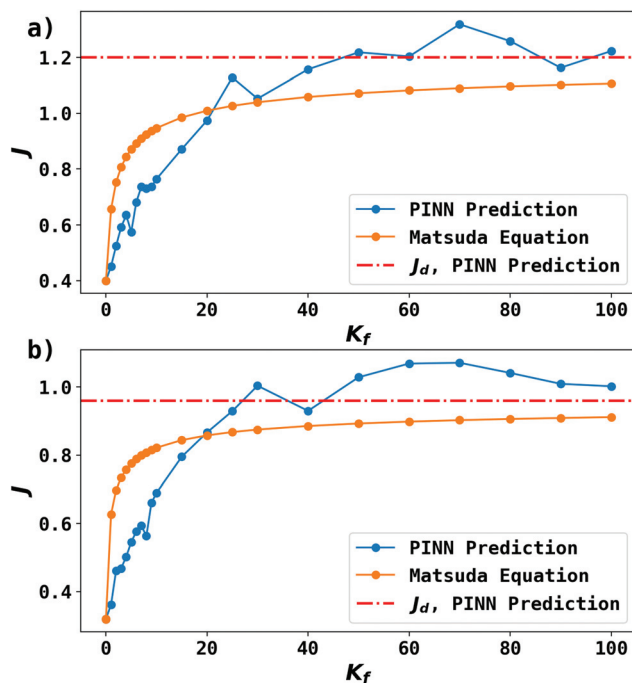 a)
1.2
1.0
0.8
0.6
0.4
J
PINN Prediction
Matsuda Equation
J_d, PINN Prediction
0 20 40 60 80 100
K_f
b)
1.0
0.8
0.6
0.4
J
PINN Prediction
Matsuda Equation
J_d, PINN Prediction
0 20 40 60 80 100
K_f